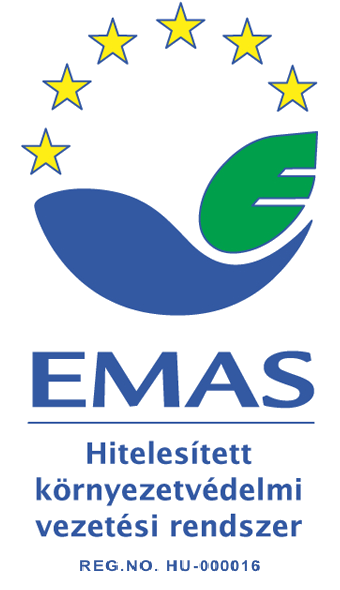 EMAS
Hitelesített
környezetvédelmi
vezetési rendszer
REG.NO. HU-000016